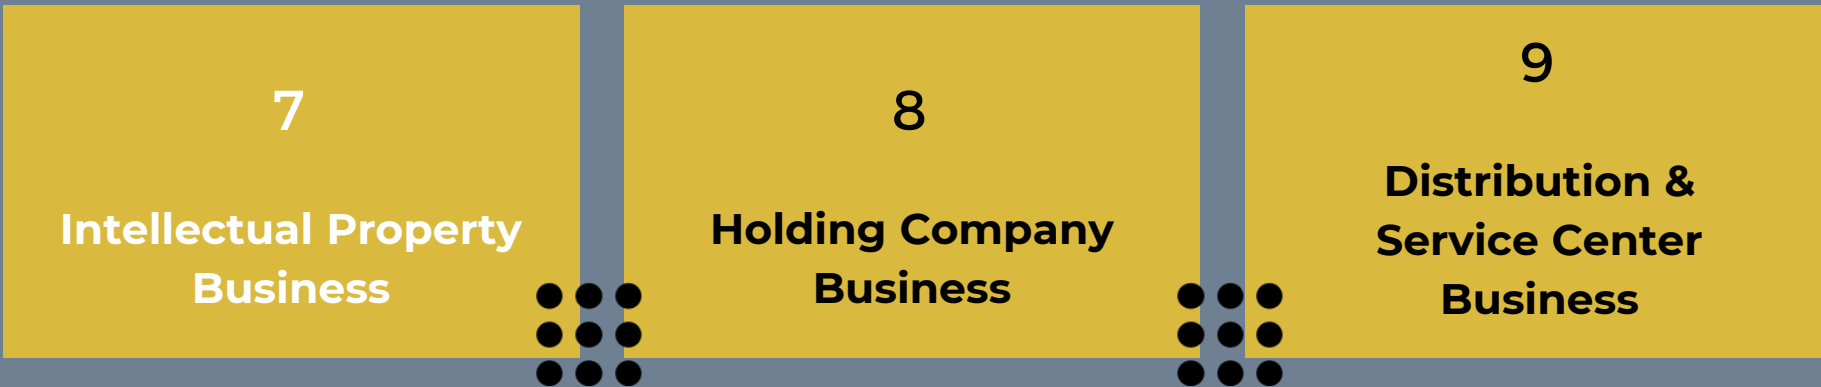 7
Intellectual Property
Business
8
Holding Company
Business
9
Distribution &
Service Center
Business